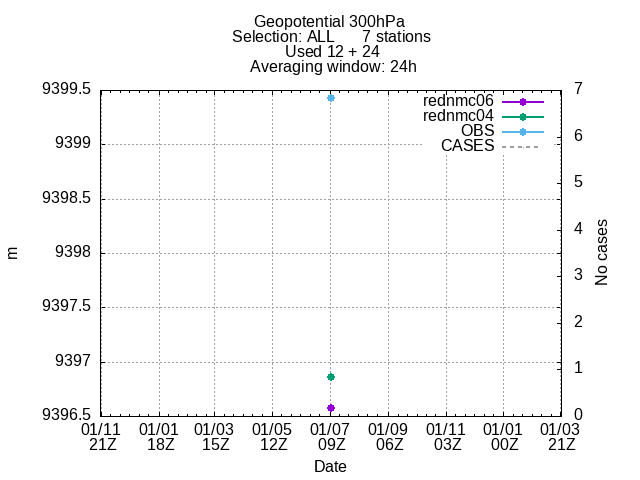 Geopotential 300hPa
Selection: ALL 7 stations
Used 12 + 24
Averaging window: 24h
9399.5
9399
9398.5
9398
9397.5
9397
9396.5
m
7
6
5
4
3
2
1
0
No cases
rednmc06
rednmc04
OBS
CASES
01/11 01/01 01/03 01/05 01/07 01/09 01/11 01/01 01/03
21Z 18Z 15Z 12Z 09Z 06Z 03Z 00Z 21Z
Date